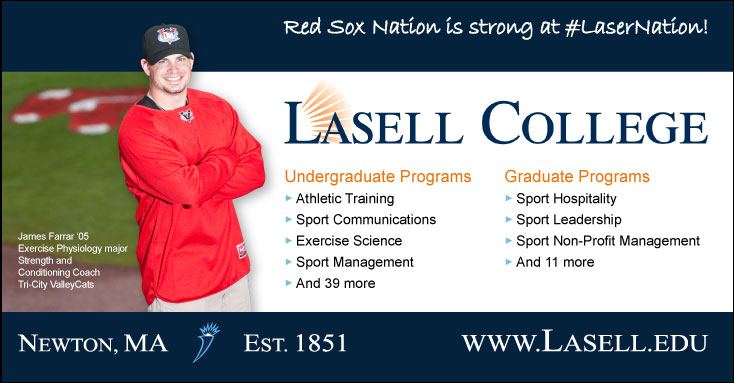 Red Sox Nation is strong at #LaserNation!
LASELL COLLEGE
Undergraduate Programs
Athletic Training
Sport Communications
Exercise Science
Sport Management
And 39 more
Graduate Programs
Sport Hospitality
Sport Leadership
Sport Non-Profit Management
And 11 more
James Farrar '05
Exercise Physiology major
Strength and
Conditioning Coach
Tri-City ValleyCats
NEWTON, MA EST. 1851 WWW.LASELL.EDU